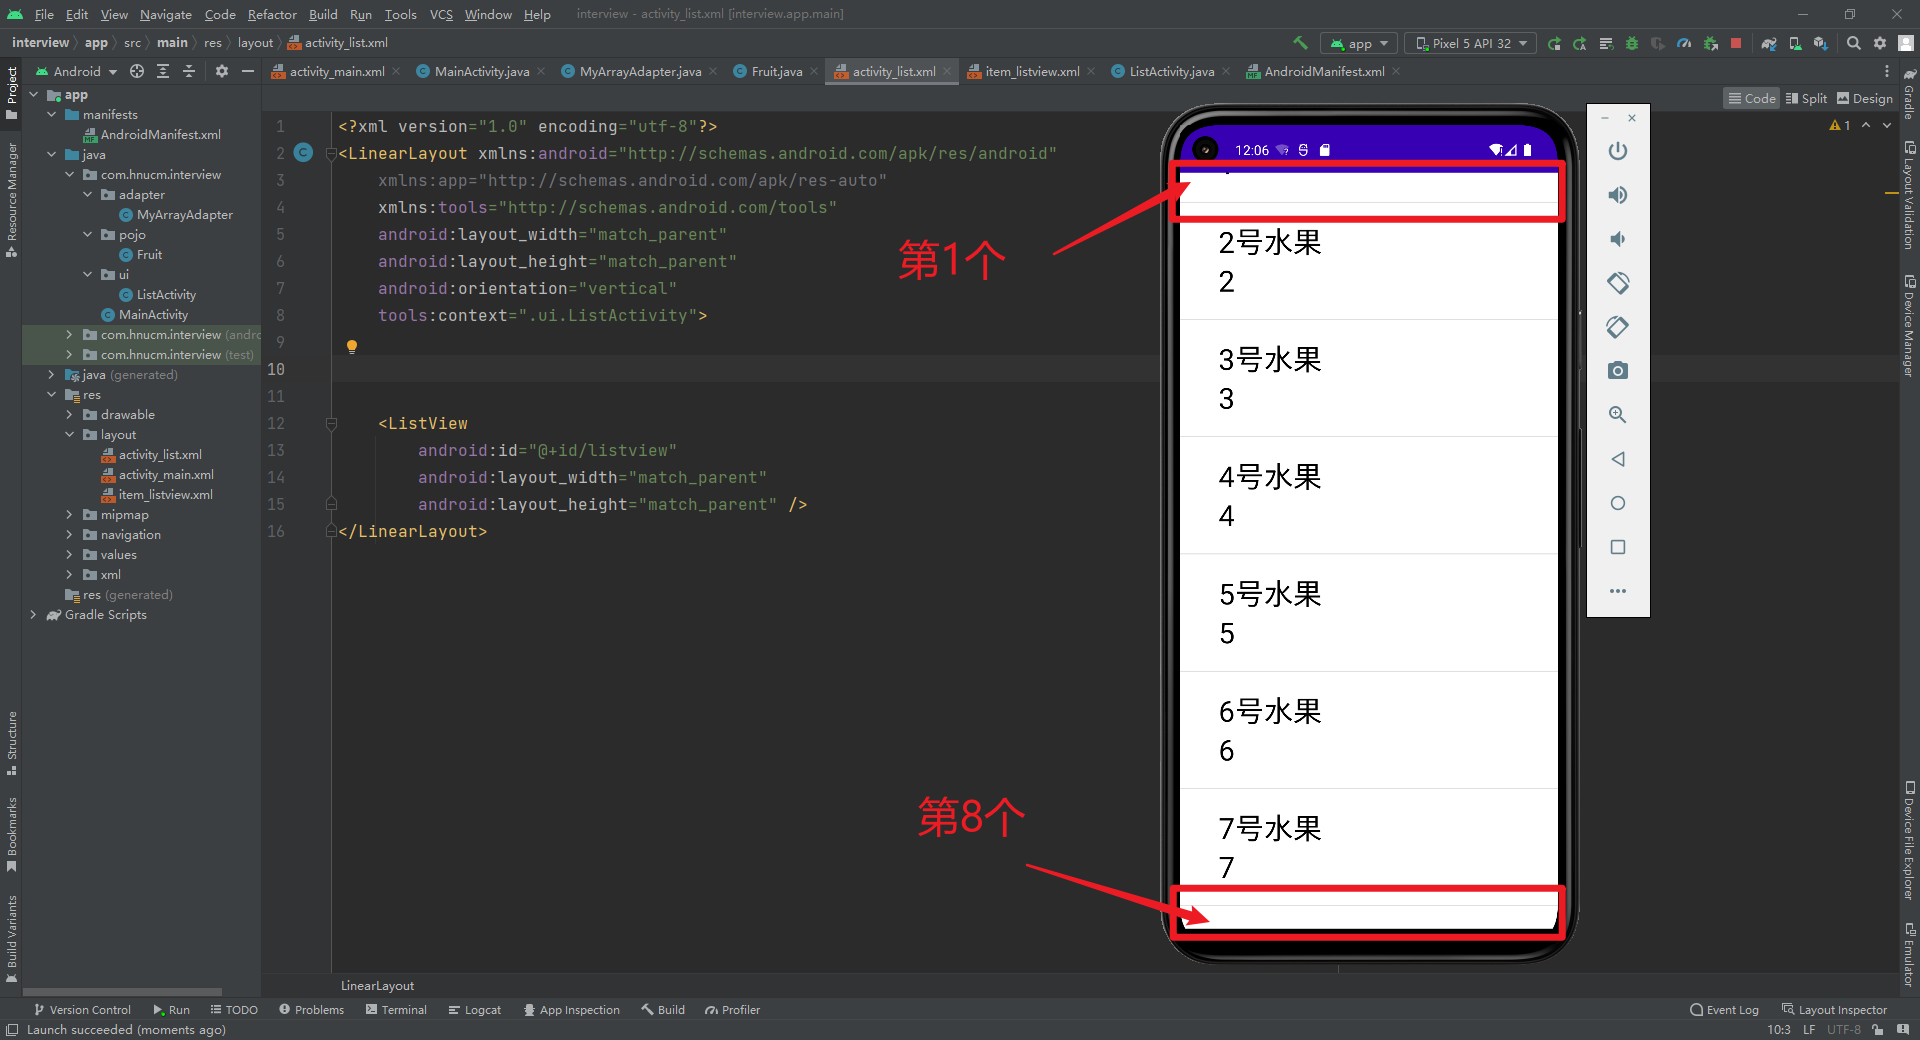 File Edit View Navigate Code Refactor Build Run Tools VCS Window Help interview - activity_list.xml [interview.app.main]
interview app src main res layout activity_list.xml
app Pixel 5 API 32
Android
activity_main.xml MainActivity.java MyArrayAdapter.java Fruit.java activity_list.xml item_listview.xml ListActivity.java AndroidManifest.xml
Code Split Design
Project
Resource Manager
Structure
Bookmarks
Build Variants
app
manifests
AndroidManifest.xml
java
com.hnucm.interview
adapter
MyArrayAdapter
pojo
Fruit
ui
ListActivity
MainActivity
com.hnucm.interview (andro
com.hnucm.interview (test)
java (generated)
res
drawable
layout
activity_list.xml
activity_main.xml
item_listview.xml
mipmap
navigation
values
xml
res (generated)
Gradle Scripts
1 <?xml version="1.0" encoding="utf-8"?>
2 <LinearLayout xmlns:android="http://schemas.android.com/apk/res/android"
3 xmlns:app="http://schemas.android.com/apk/res-auto"
4 xmlns:tools="http://schemas.android.com/tools"
5 android:layout_width="match_parent"
6 android:layout_height="match_parent"
7 android:orientation="vertical"
8 tools:context=".ui.ListActivity">
9
10
11
12 <ListView
13 android:id="@+id/listview"
14 android:layout_width="match_parent"
15 android:layout_height="match_parent" />
16 </LinearLayout>
1
第1个
第8个
12:06
2号水果
2
3号水果
3
4号水果
4
5号水果
5
6号水果
6
7号水果
7
Gradle
Layout Validation
Device Manager
Device File Explorer
Emulator
LinearLayout
Version Control Run TODO Problems Terminal Logcat App Inspection Build Profiler Event Log Layout Inspector
Launch succeeded (moments ago) 10:3 LF UTF-8